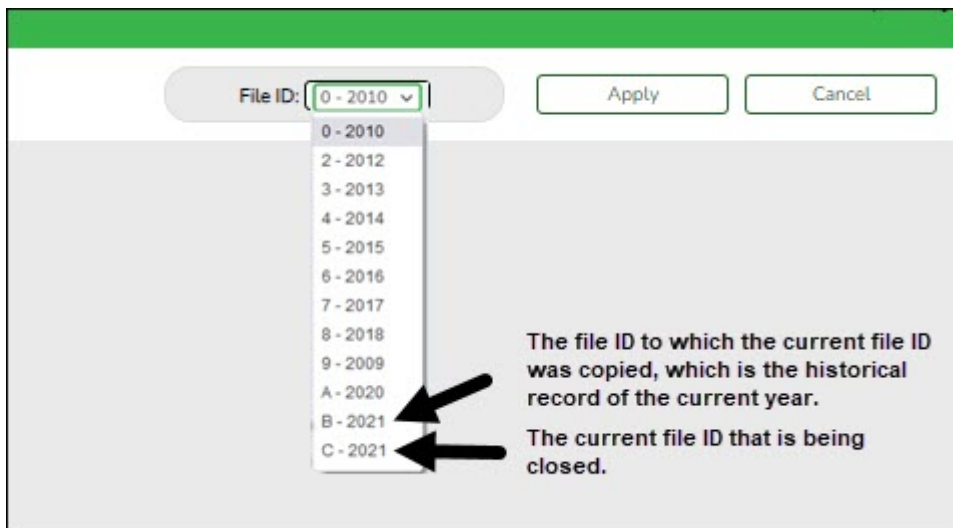 File ID: 0 - 2010
Apply
Cancel
0 - 2010
2 - 2012
3 - 2013
4 - 2014
5 - 2015
6 - 2016
7 - 2017
8 - 2018
9 - 2009
A - 2020
B - 2021
C - 2021
The file ID to which the current file ID
was copied, which is the historical
record of the current year.
The current file ID that is being
closed.